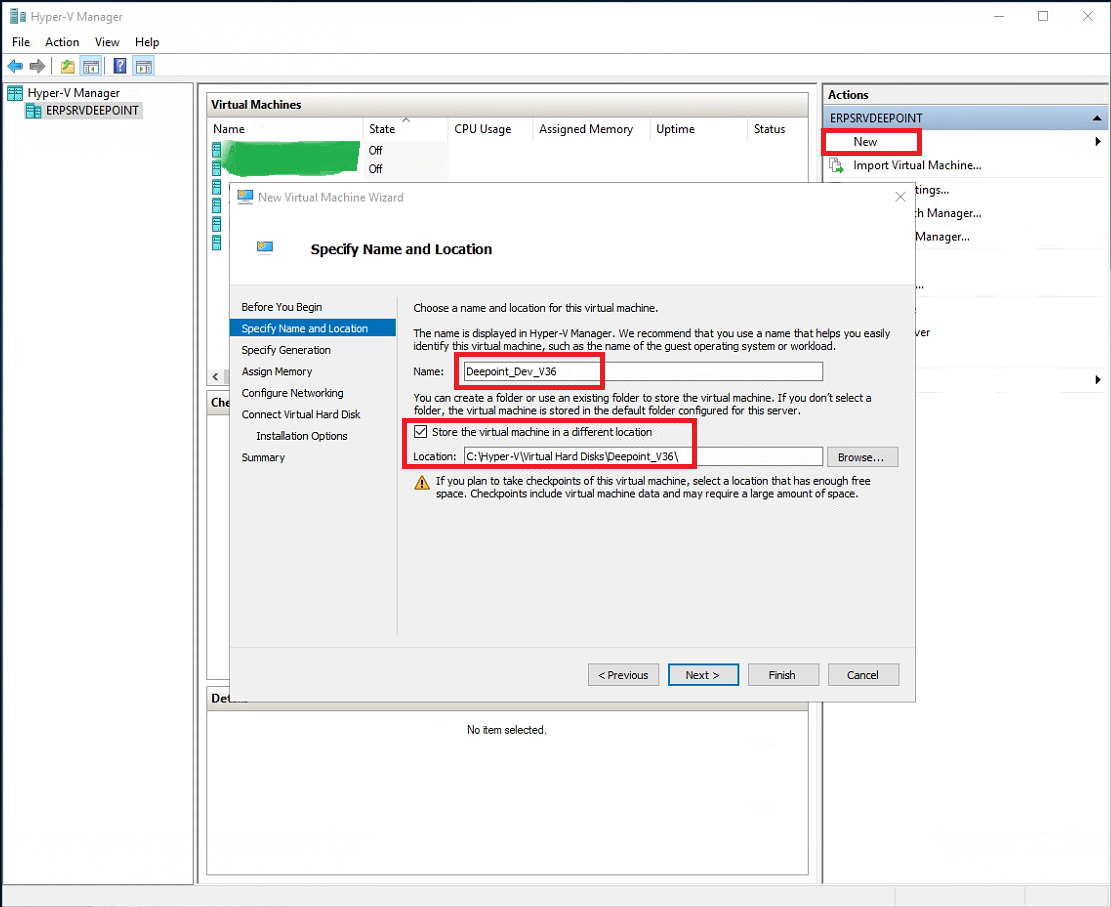 Hyper-V Manager
File Action View Help
Hyper-V Manager
ERPSRVDEEPOINT
Virtual Machines
Name State CPU Usage Assigned Memory Uptime Status
Off
Off
Actions
ERPSRVDEEPOINT
New
Import Virtual Machine...
tings...
h Manager...
Manager...
...
ver
New Virtual Machine Wizard
Specify Name and Location
Before You Begin
Specify Name and Location
Specify Generation
Assign Memory
Configure Networking
Connect Virtual Hard Disk
Installation Options
Summary
Choose a name and location for this virtual machine.
The name is displayed in Hyper-V Manager. We recommend that you use a name that helps you easily
identify this virtual machine, such as the name of the guest operating system or workload.
Name: Deepoint_Dev_V36
You can create a folder or use an existing folder to store the virtual machine. If you don't select a
folder, the virtual machine is stored in the default folder configured for this server.
Store the virtual machine in a different location
Location: C:\Hyper-V\Virtual Hard Disks\Deepoint_V36\ Browse...
If you plan to take checkpoints of this virtual machine, select a location that has enough free
space. Checkpoints include virtual machine data and may require a large amount of space.
< Previous Next > Finish Cancel
Che
Det
No item selected.